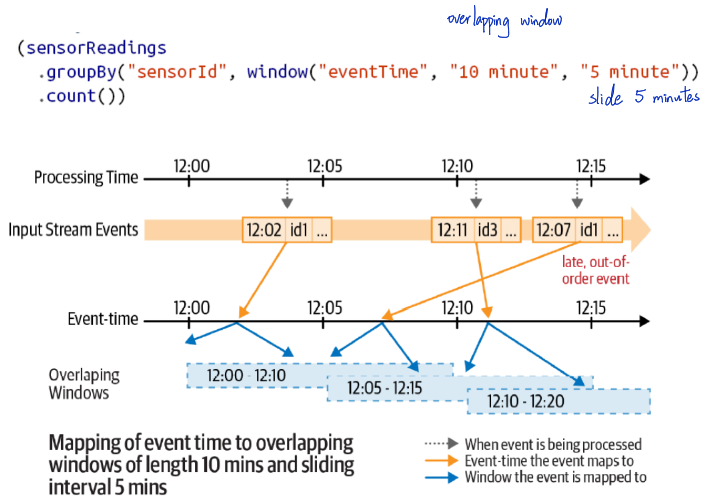 overlapping window
(sensorReadings
.groupBy("sensorId", window("eventTime", "10 minute", "5 minute"))
.count())
slide 5 minutes
12:00 12:05 12:10 12:15
Processing Time
Input Stream Events 12:02 id1 ... 12:11 id3 ... 12:07 id1 ...
late, out-of-
order event
12:00 12:05 12:10 12:15
Event-time
Overlaping
Windows
12:00 - 12:10
12:05 - 12:15
12:10 - 12:20
Mapping of event time to overlapping
windows of length 10 mins and sliding
interval 5 mins
When event is being processed
Event-time the event maps to
Window the event is mapped to